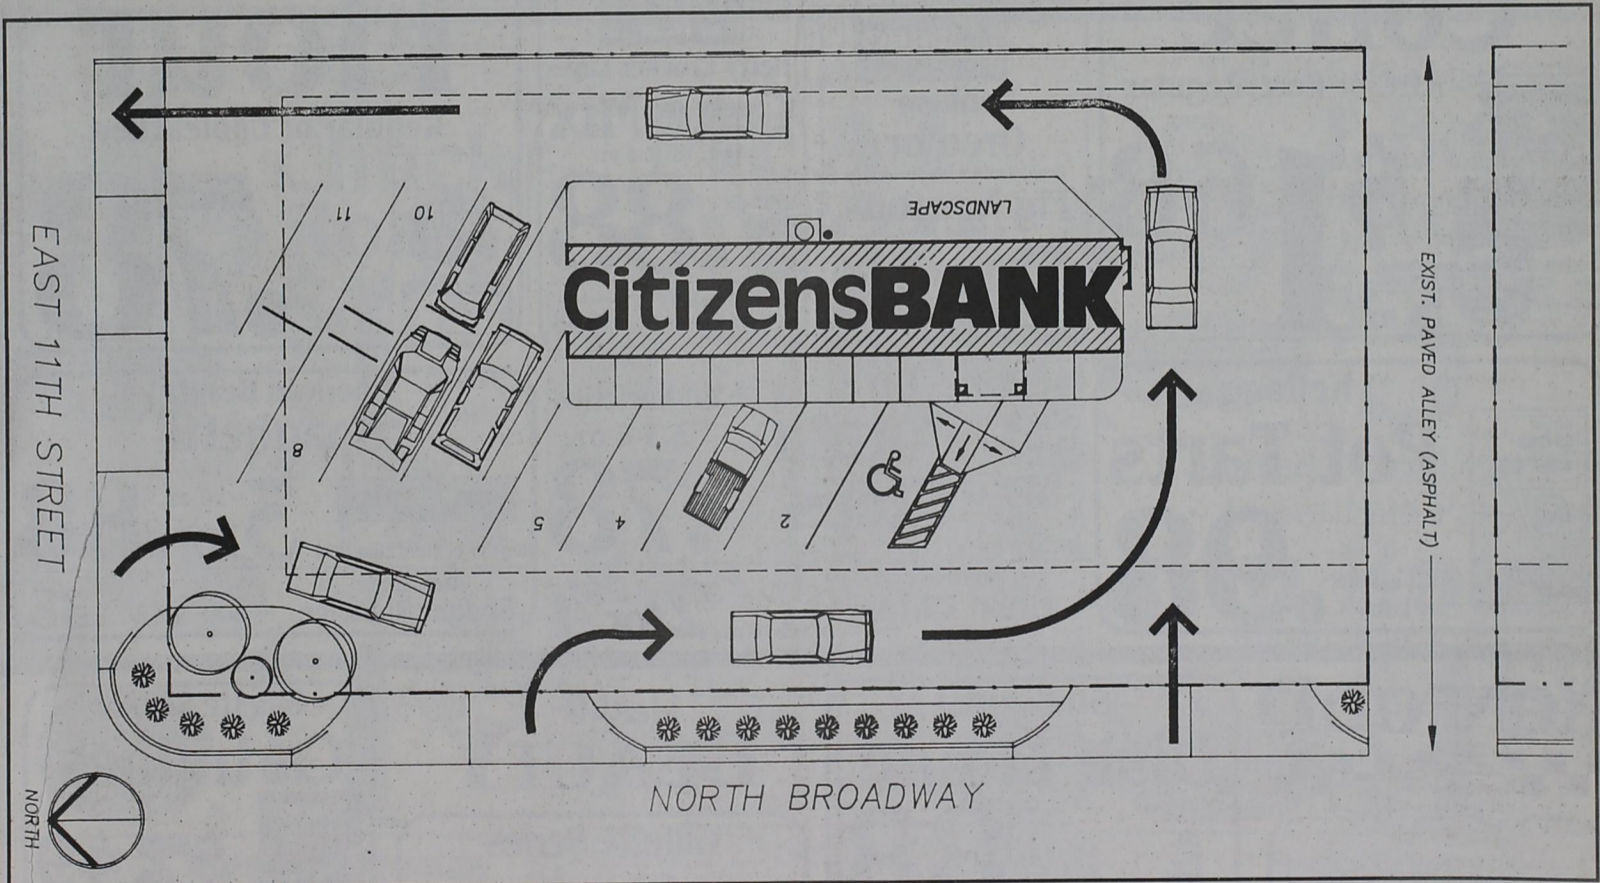 LANDSCAPE
11
10
CitizensBANK
8
5
4
2
EAST 11TH STREET
EXIST. PAVED ALLEY (ASPHALT)
NORTH BROADWAY
NORTH